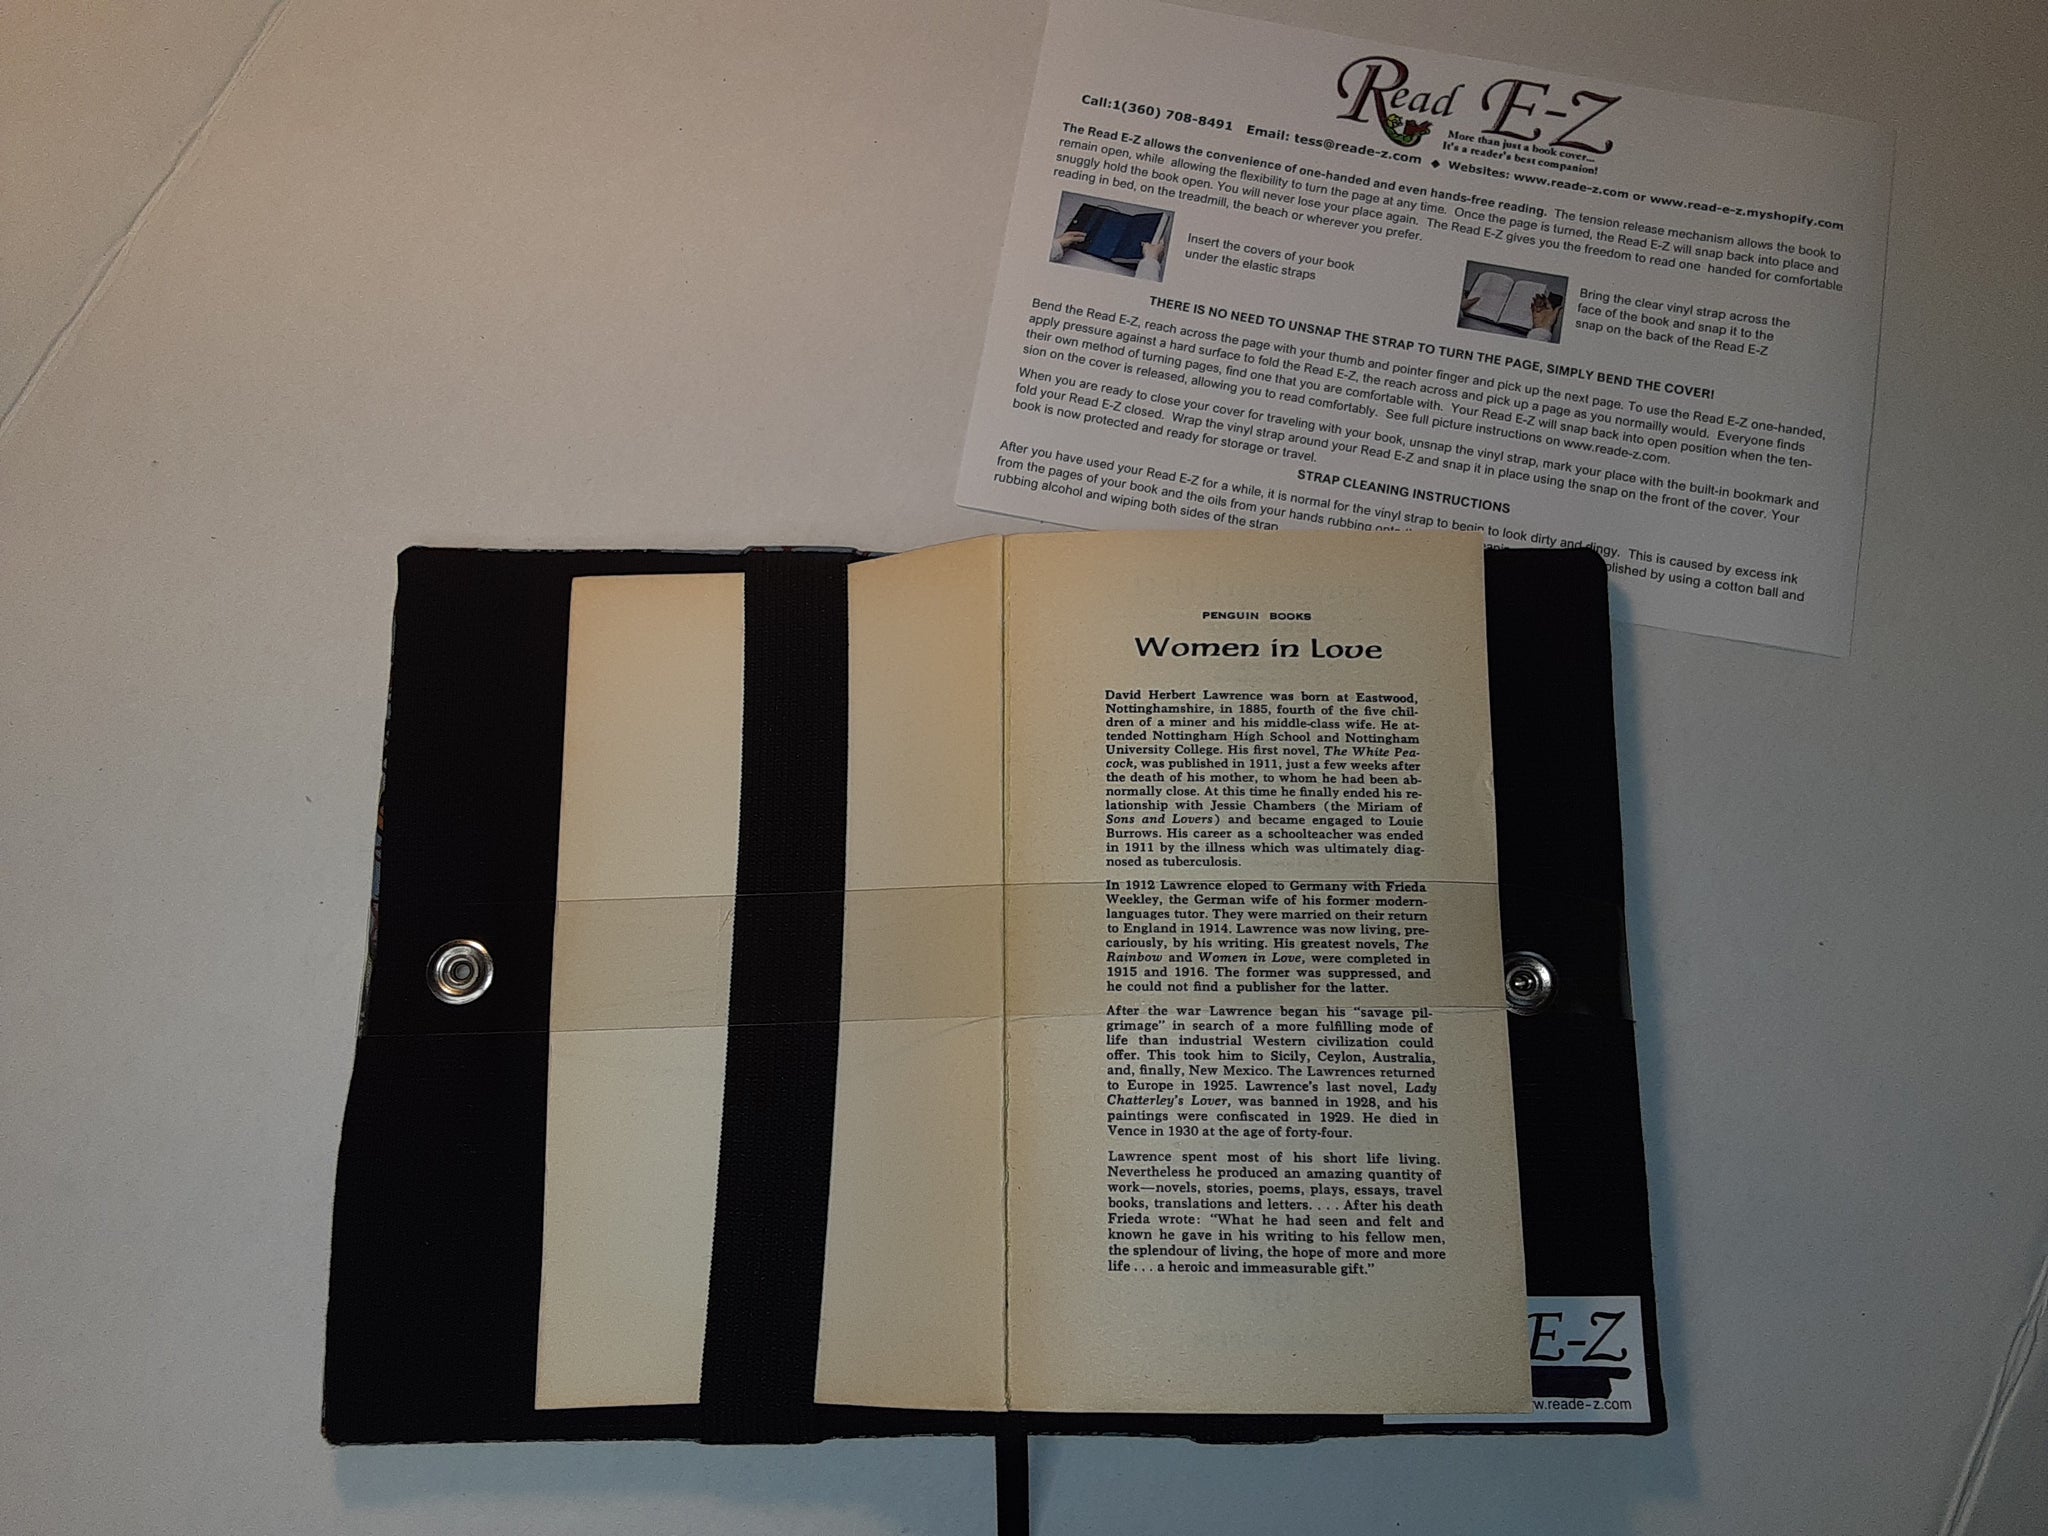 Read E-Z
More than just a book cover...
It's a reader's best companion!
Call:1(360) 708-8491 Email: tess@reade-z.com ◆ Websites: www.reade-z.com or www.read-e-z.myshopify.com
The Read E-Z allows the convenience of one-handed and even hands-free reading. The tension release mechanism allows the book to
remain open, while allowing the flexibility to turn the page at any time. Once the page is turned, the Read E-Z will snap back into place and
snuggly hold the book open. You will never lose your place again. The Read E-Z gives you the freedom to read one handed for comfortable
reading in bed, on the treadmill, the beach or wherever you prefer.
Insert the covers of your book
under the elastic straps
Bring the clear vinyl strap across the
face of the book and snap it to the
snap on the back of the Read E-Z
THERE IS NO NEED TO UNSNAP THE STRAP TO TURN THE PAGE, SIMPLY BEND THE COVER!
Bend the Read E-Z, reach across the page with your thumb and pointer finger and pick up the next page. To use the Read E-Z one-handed,
apply pressure against a hard surface to fold the Read E-Z, the reach across and pick up a page as you normailly would. Everyone finds
their own method of turning pages, find one that you are comfortable with. Your Read E-Z will snap back into open position when the ten-
sion on the cover is released, allowing you to read comfortably. See full picture instructions on www.reade-z.com.
When you are ready to close your cover for traveling with your book, unsnap the vinyl strap, mark your place with the built-in bookmark and
fold your Read E-Z closed. Wrap the vinyl strap around your Read E-Z and snap it in place using the snap on the front of the cover. Your
book is now protected and ready for storage or travel.
STRAP CLEANING INSTRUCTIONS
After you have used your Read E-Z for a while, it is normal for the vinyl strap to begin to look dirty and dingy. This is caused by excess ink
from the pages of your book and the oils from your hands rubbing onto plished by using a cotton ball and
rubbing alcohol and wiping both sides of the strap
PENGUIN BOOKS
Women in Love
David Herbert Lawrence was born at Eastwood,
Nottinghamshire, in 1885, fourth of the five chil-
dren of a miner and his middle-class wife. He at-
tended Nottingham High School and Nottingham
University College. His first novel, The White Pea-
cock, was published in 1911, just a few weeks after
the death of his mother, to whom he had been ab-
normally close. At this time he finally ended his re-
lationship with Jessie Chambers (the Miriam of
Sons and Lovers) and became engaged to Louie
Burrows. His career as a schoolteacher was ended
in 1911 by the illness which was ultimately diag-
nosed as tuberculosis.
In 1912 Lawrence eloped to Germany with Frieda
Weekley, the German wife of his former modern-
languages tutor. They were married on their return
to England in 1914. Lawrence was now living, pre-
cariously, by his writing. His greatest novels, The
Rainbow and Women in Love, were completed in
1915 and 1916. The former was suppressed, and
he could not find a publisher for the latter.
After the war Lawrence began his "savage pil-
grimage" in search of a more fulfilling mode of
life than industrial Western civilization could
offer. This took him to Sicily, Ceylon, Australia,
and, finally, New Mexico. The Lawrences returned
to Europe in 1925. Lawrence's last novel, Lady
Chatterley's Lover, was banned in 1928, and his
paintings were confiscated in 1929. He died in
Vence in 1930 at the age of forty-four.
Lawrence spent most of his short life living.
Nevertheless he produced an amazing quantity of
work—novels, stories, poems, plays, essays, travel
books, translations and letters. . . . After his death
Frieda wrote: "What he had seen and felt and
known he gave in his writing to his fellow men,
the splendour of living, the hope of more and more
life . . . a heroic and immeasurable gift."
E-Z
w.reade-z.com